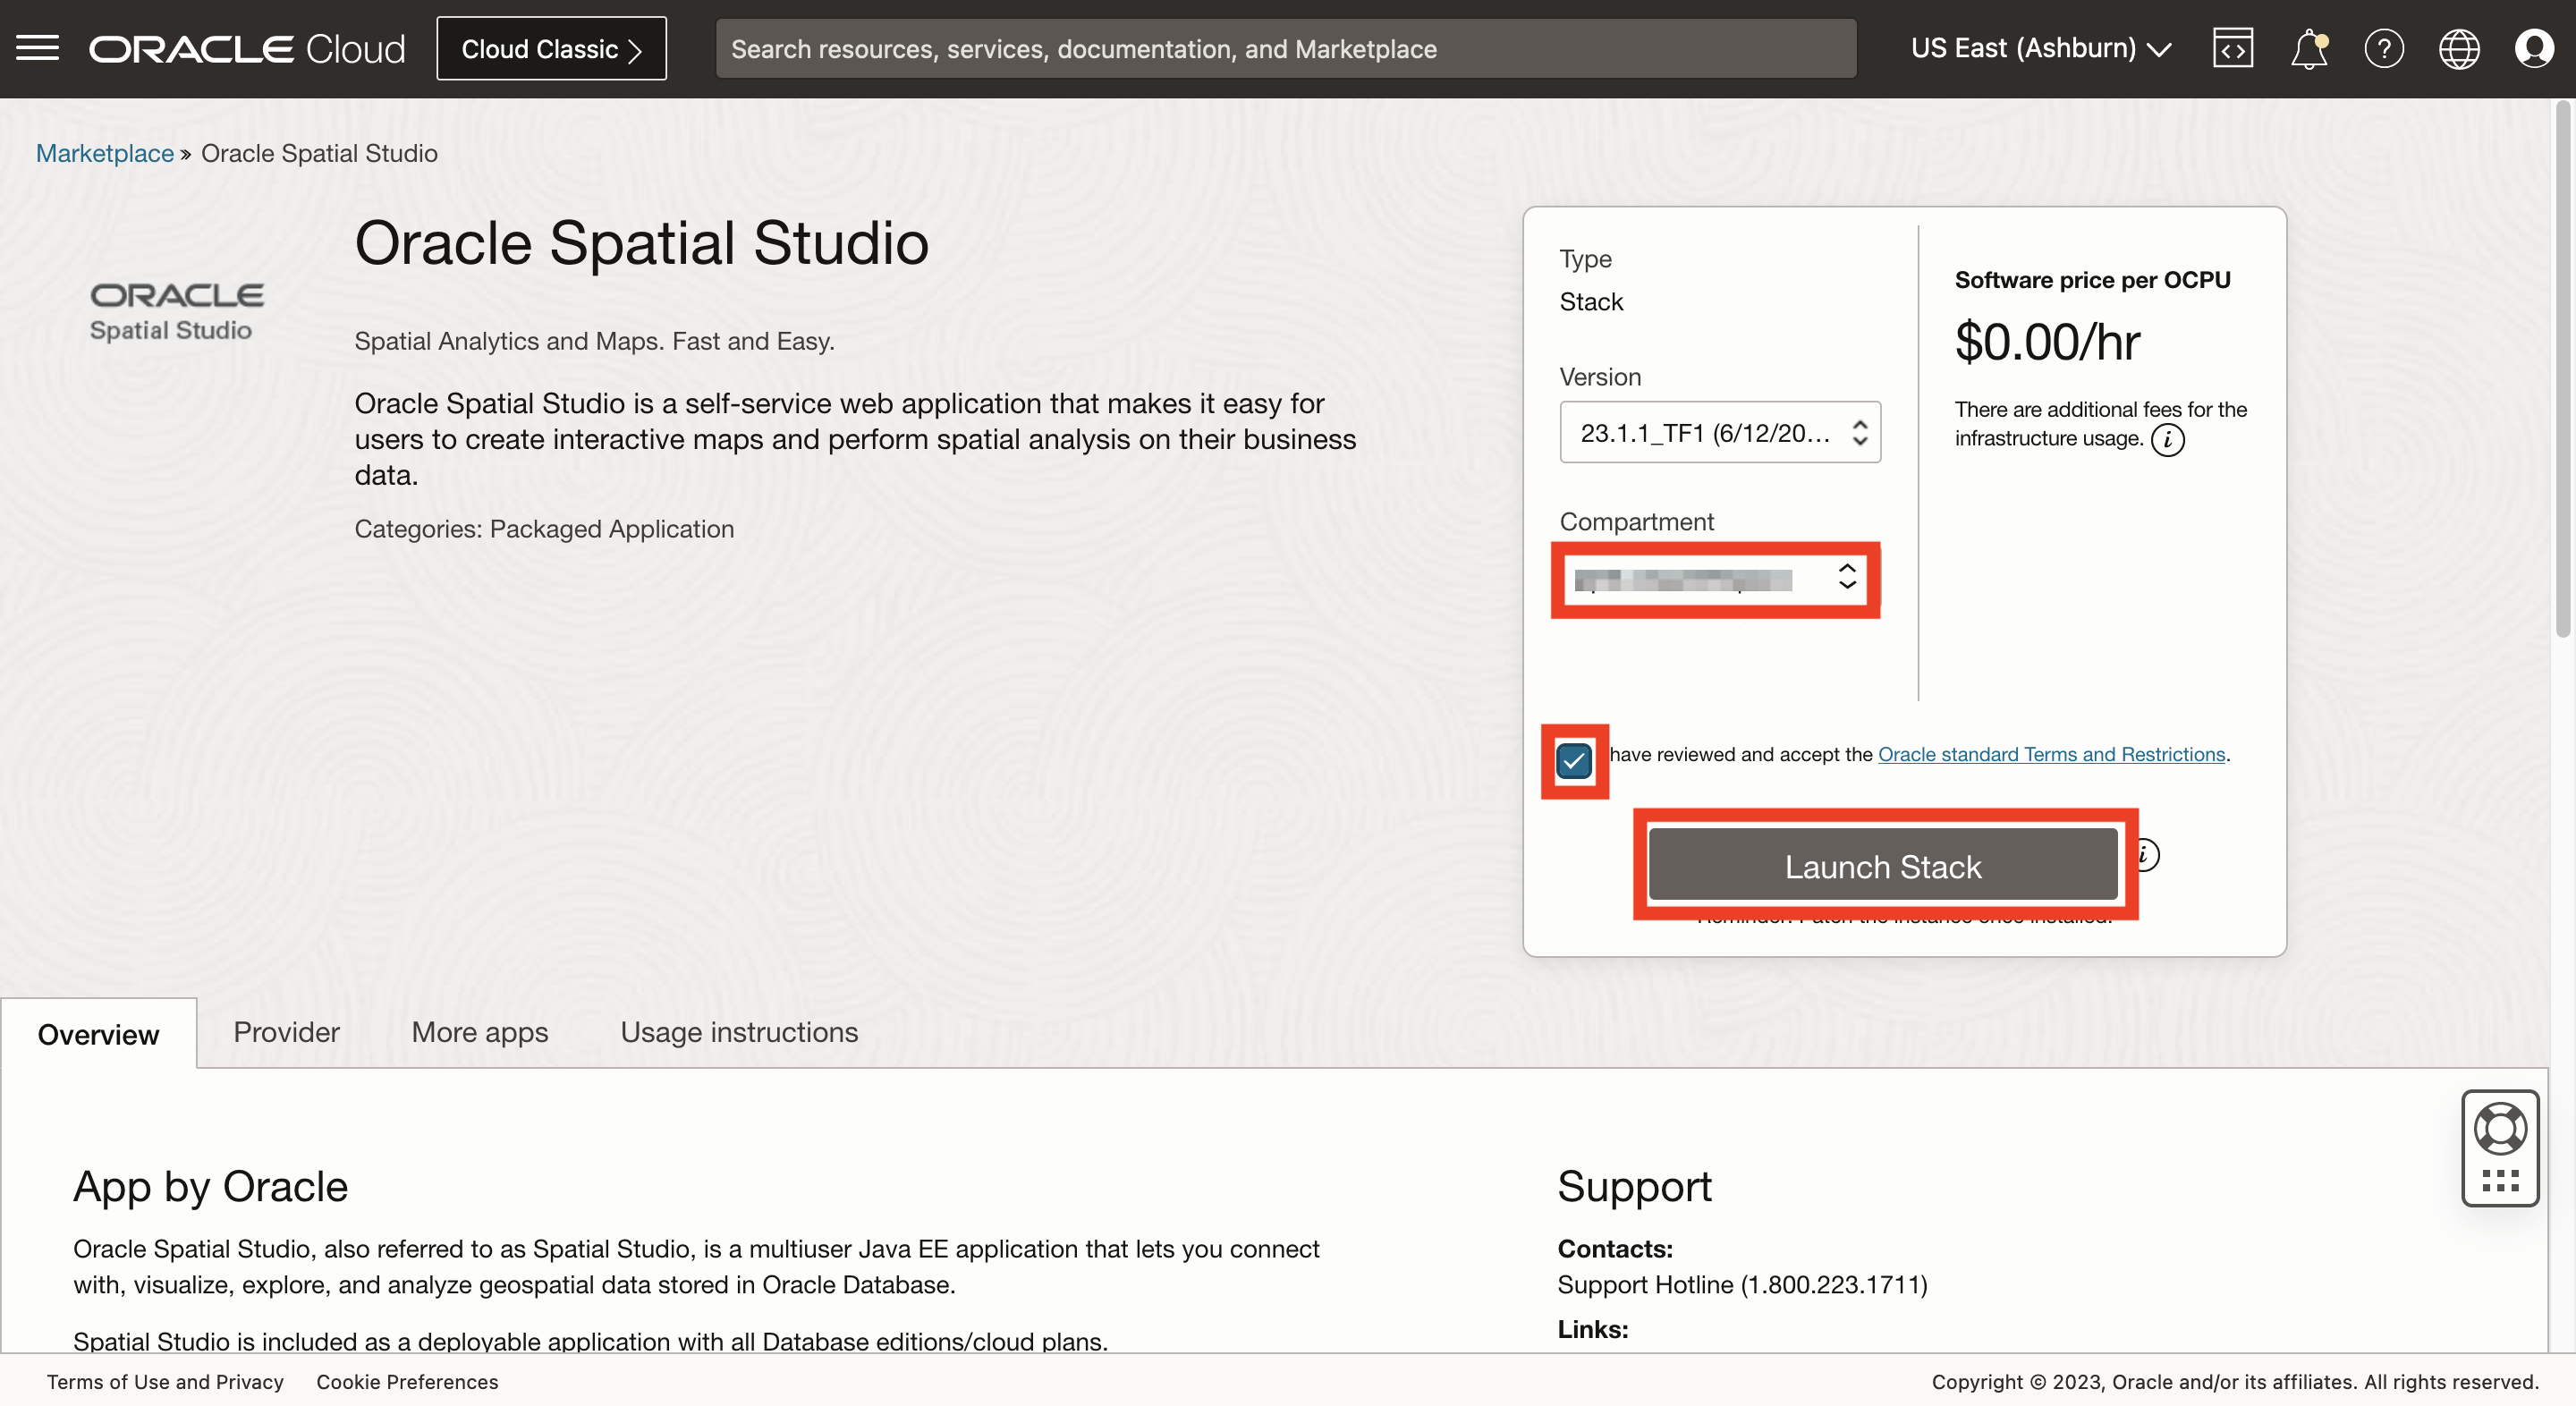 ORACLE Cloud
Cloud Classic
Search resources, services, documentation, and Marketplace
US East (Ashburn)
Marketplace » Oracle Spatial Studio
ORACLE
Spatial Studio
Oracle Spatial Studio
Spatial Analytics and Maps. Fast and Easy.
Oracle Spatial Studio is a self-service web application that makes it easy for
users to create interactive maps and perform spatial analysis on their business
data.
Categories: Packaged Application
Type
Stack
Version
23.1.1_TF1 (6/12/20...
Compartment
Software price per OCPU
$0.00/hr
There are additional fees for the
infrastructure usage.
have reviewed and accept the Oracle standard Terms and Restrictions.
Launch Stack
Reminder: Patch the instance once installed.
Overview
Provider
More apps
Usage instructions
App by Oracle
Oracle Spatial Studio, also referred to as Spatial Studio, is a multiuser Java EE application that lets you connect
with, visualize, explore, and analyze geospatial data stored in Oracle Database.
Spatial Studio is included as a deployable application with all Database editions/cloud plans.
Support
Contacts:
Support Hotline (1.800.223.1711)
Links:
Terms of Use and Privacy
Cookie Preferences
Copyright © 2023, Oracle and/or its affiliates. All rights reserved.